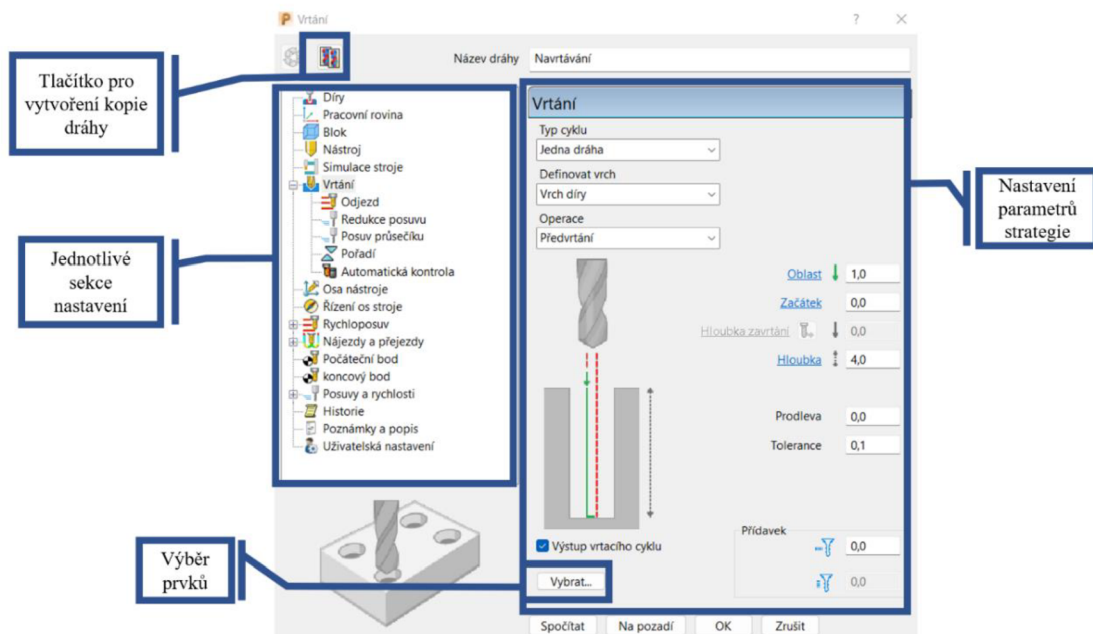 Vrtání
?
×
Název dráhy
Navrtávání
Tlačítko pro
vytvoření kopie
dráhy
Jednotlivé
sekce
nastavení
Výběr
prvků
Nastavení
parametrů
strategie
Díry
Pracovní rovina
Blok
Nástroj
Simulace stroje
Vrtání
Odjezd
Redukce posuvu
Posuv průsečíku
Pořadí
Automatická kontrola
Osa nástroje
Řízení os stroje
Rychloposuv
Nájezdy a přejezdy
Počáteční bod
koncový bod
Posuvy a rychlosti
Historie
Poznámky a popis
Uživatelská nastavení
Vrtání
Typ cyklu
Jedna dráha
Definovat vrch
Vrch díry
Operace
Předvrtání
Oblast 1,0
Začátek 0,0
Hloubka zavrtání 0,0
Hloubka 4,0
Prodleva 0,0
Tolerance 0,1
Výstup vrtacího cyklu
Přídavek
0,0
0,0
Vybrat...
Spočítat Na pozadí OK Zrušit